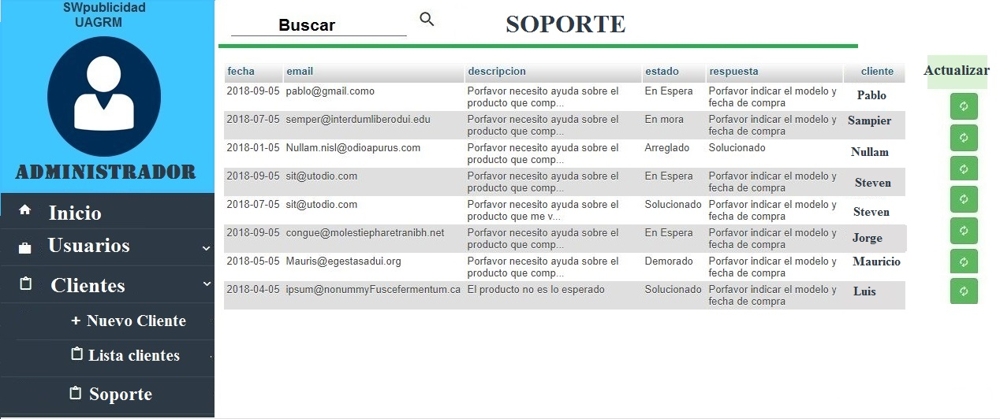 SWpublicidad
UAGRM
ADMINISTRADOR
Inicio
Usuarios
Clientes
+ Nuevo Cliente
Lista clientes
Soporte
Buscar
SOPORTE
fecha email descripcion estado respuesta cliente Actualizar
2018-09-05 pablo@gmail.como Porfavor necesito ayuda sobre el En Espera Porfavor indicar el modelo y Pablo
producto que comp... fecha de compra
2018-07-05 semper@interdumliberodui.edu Porfavor necesito ayuda sobre el En mora Porfavor indicar el modelo y Sampier
producto que comp... fecha de compra
2018-01-05 Nullam.nisl@odioapurus.com Porfavor necesito ayuda sobre el Arreglado Solucionado Nullam
producto que comp...
2018-09-05 sit@utodio.com Porfavor necesito ayuda sobre el En Espera Porfavor indicar el modelo y Steven
producto que comp... fecha de compra
2018-07-05 sit@utodio.com Porfavor necesito ayuda sobre el Solucionado Porfavor indicar el modelo y Steven
producto que me v... fecha de compra
2018-09-05 congue@molestiepharetranibh.net Porfavor necesito ayuda sobre el En Espera Porfavor indicar el modelo y Jorge
producto que comp... fecha de compra
2018-05-05 Mauris@egestasadui.org Porfavor necesito ayuda sobre el Demorado Porfavor indicar el modelo y Mauricio
producto que comp... fecha de compra
2018-04-05 ipsum@nonummyFuscefermentum.ca El producto no es lo esperado Solucionado Porfavor indicar el modelo y Luis
fecha de compra